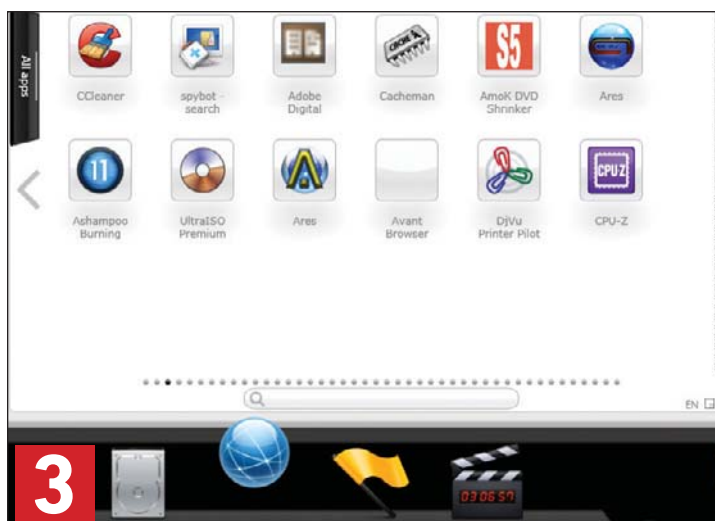 All apps
CCleaner
spybot - search
Adobe Digital
CACHE
Cacheman
S5
AmoK DVD Shrinker
Ares
11
Ashampoo Burning
UltraISO Premium
Ares
Avant Browser
DjVu Printer Pilot
CPU-Z
CPU-Z
EN
3
03 06 57